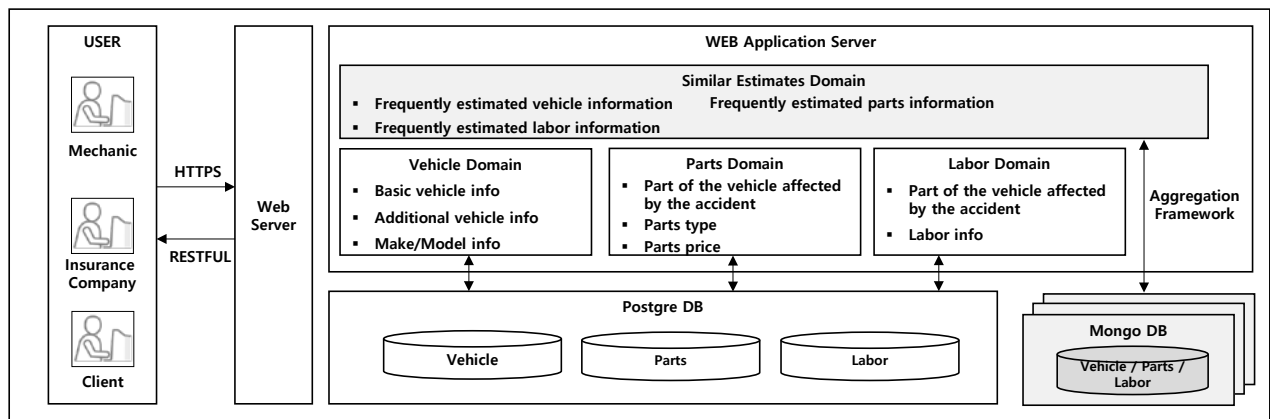 USER
Mechanic
Insurance
Company
Client
HTTPS
RESTFUL
Web
Server
WEB Application Server
Similar Estimates Domain
▪ Frequently estimated vehicle information Frequently estimated parts information
▪ Frequently estimated labor information
Vehicle Domain
▪ Basic vehicle info
▪ Additional vehicle info
▪ Make/Model info
Parts Domain
▪ Part of the vehicle affected
by the accident
▪ Parts type
▪ Parts price
Labor Domain
▪ Part of the vehicle affected
by the accident
▪ Labor info
Aggregation
Framework
Postgre DB
Vehicle
Parts
Labor
Mongo DB
Vehicle / Parts /
Labor